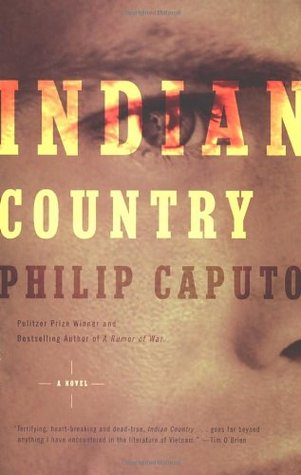 INDIAN
COUNTRY
PHILIP CAPUTO
Pulitzer Prize Winner and
Bestselling Author of A Rumor of War
A NOVEL
"Terrifying, heart-breaking and dead-true, Indian Country . . . goes far beyond
anything I have encountered in the literature of Vietnam." —Tim O'Brien